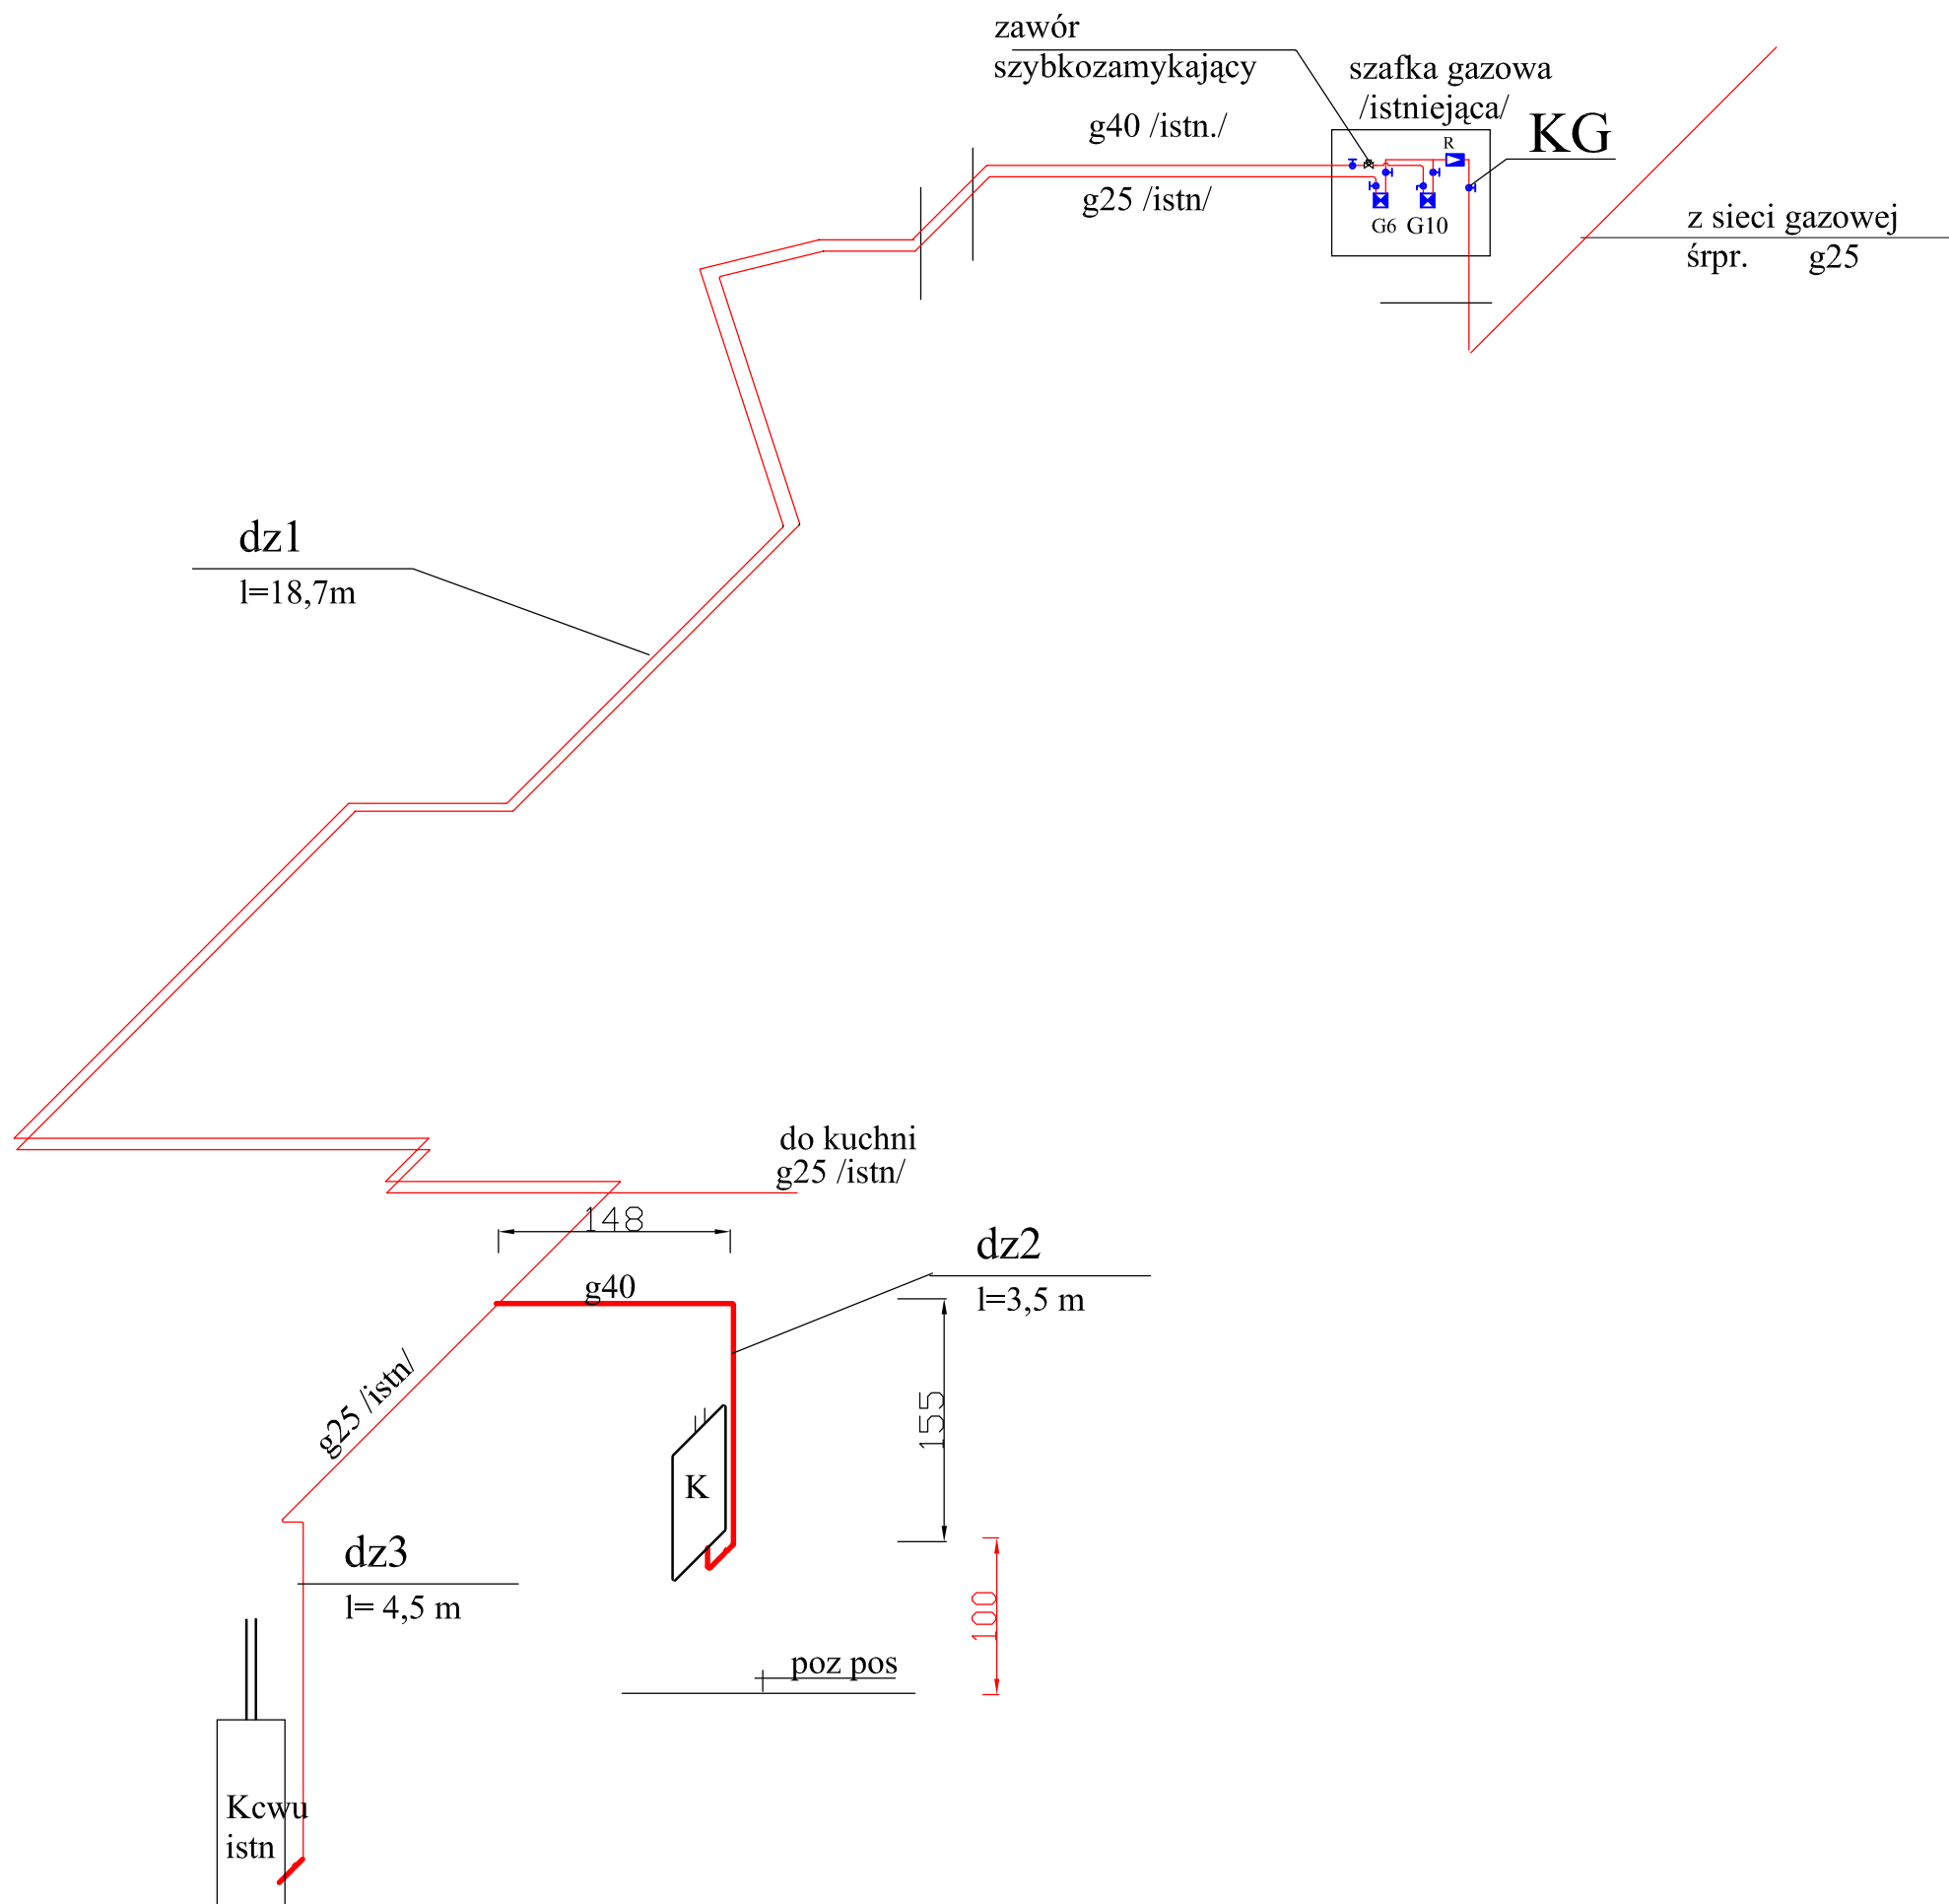 zawór
szybkozamykający
szafka gazowa
/istniejąca/
KG
g40 /istn./
R
g25 /istn/
G6
G10
z sieci gazowej
śrpr. g25
dz1
l=18,7m
do kuchni
g25 /istn/
148
dz2
l=3,5 m
g40
g25 /istn/
155
K
dz3
l= 4,5 m
100
poz pos
Kcwu
istn